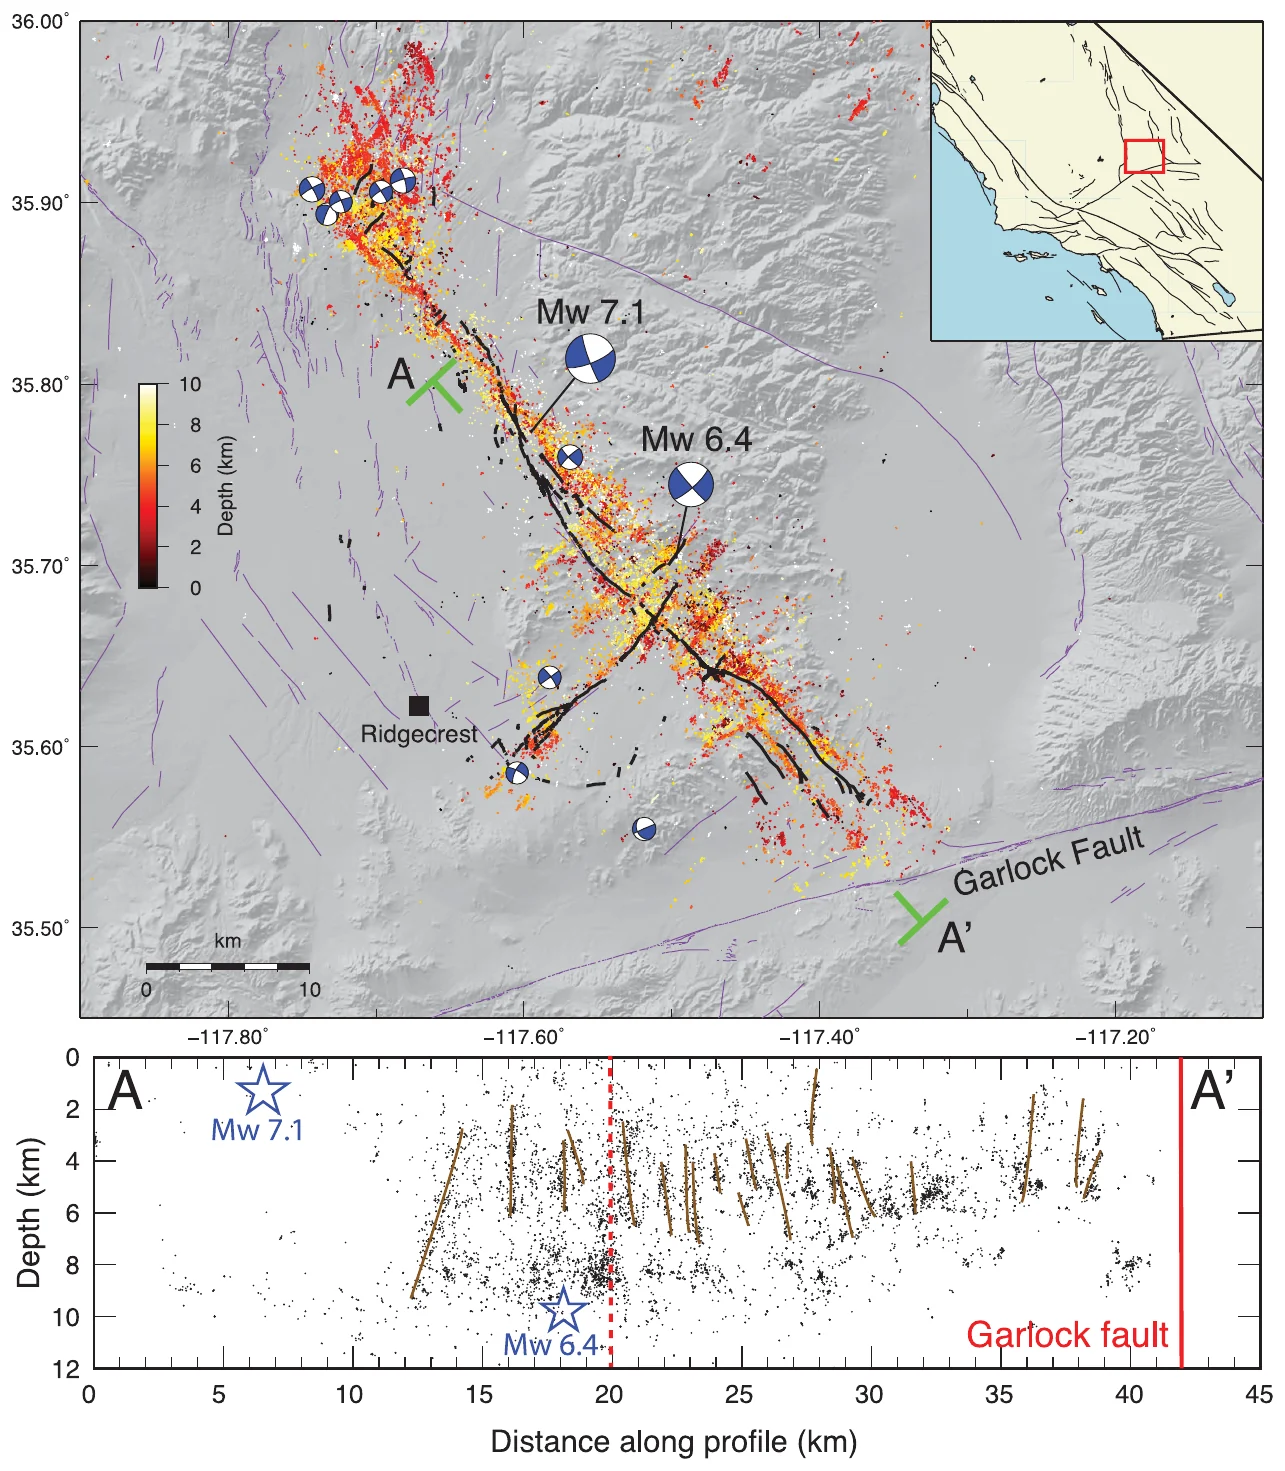 36.00°
35.90°
Mw 7.1
A
35.80°
10
8
6
4
2
0
Depth (km)
Mw 6.4
35.70°
Ridgecrest
35.60°
Garlock Fault
A’
35.50°
km
0 10
−117.80° −117.60° −117.40° −117.20°
A A’
Mw 7.1
Mw 6.4
Garlock fault
0
2
4
6
8
10
12
Depth (km)
0 5 10 15 20 25 30 35 40 45
Distance along profile (km)